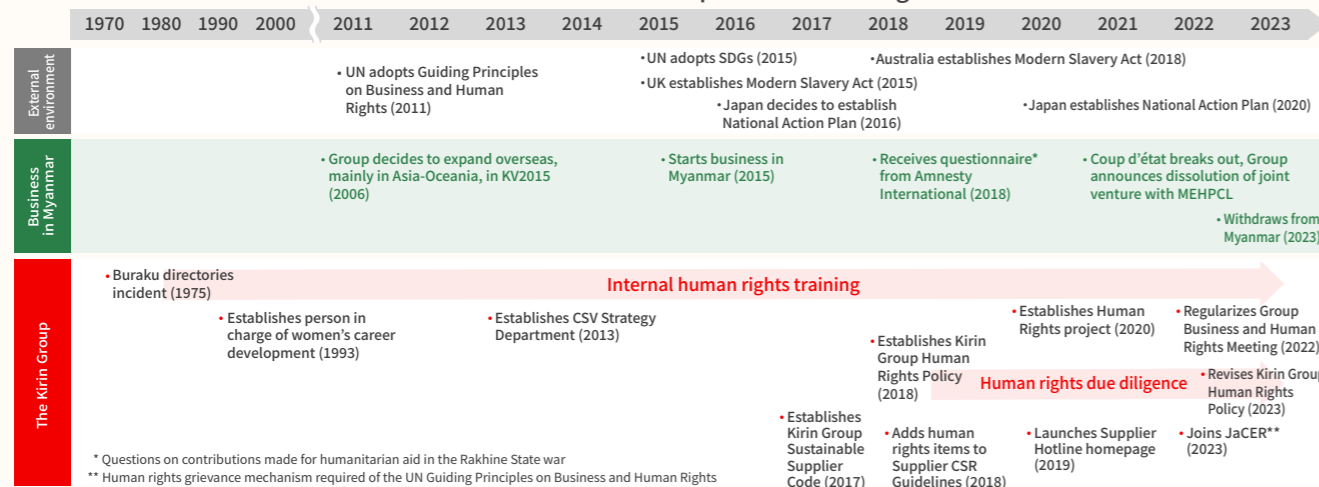 1970 1980 1990 2000 2011 2012 2013 2014 2015 2016 2017 2018 2019 2020 2021 2022 2023
External
environment
• UN adopts Guiding Principles
on Business and Human
Rights (2011)
•UN adopts SDGs (2015)
•UK establishes Modern Slavery Act (2015)
•Japan decides to establish
National Action Plan (2016)
•Australia establishes Modern Slavery Act (2018)
•Japan establishes National Action Plan (2020)
Business
in Myanmar
• Group decides to expand overseas,
mainly in Asia-Oceania, in KV2015
(2006)
• Starts business in
Myanmar (2015)
• Receives questionnaire*
from Amnesty
International (2018)
• Coup d’état breaks out, Group
announces dissolution of joint
venture with MEHPCL
• Withdraws from
Myanmar (2023)
The Kirin Group
• Buraku directories
incident (1975)
Internal human rights training
• Establishes person in
charge of women’s career
development (1993)
• Establishes CSV Strategy
Department (2013)
• Establishes Kirin
Group Human
Rights Policy
(2018)
• Establishes Human
Rights project (2020)
• Regularizes Group
Business and Human
Rights Meeting (2022)
Human rights due diligence
• Revises Kirin Group
Human Rights
Policy (2023)
• Establishes
Kirin Group
Sustainable
Supplier
Code (2017)
• Adds human
rights items to
Supplier CSR
Guidelines (2018)
• Launches Supplier
Hotline homepage
(2019)
• Joins JaCER**
(2023)
* Questions on contributions made for humanitarian aid in the Rakhine State war
** Human rights grievance mechanism required of the UN Guiding Principles on Business and Human Rights